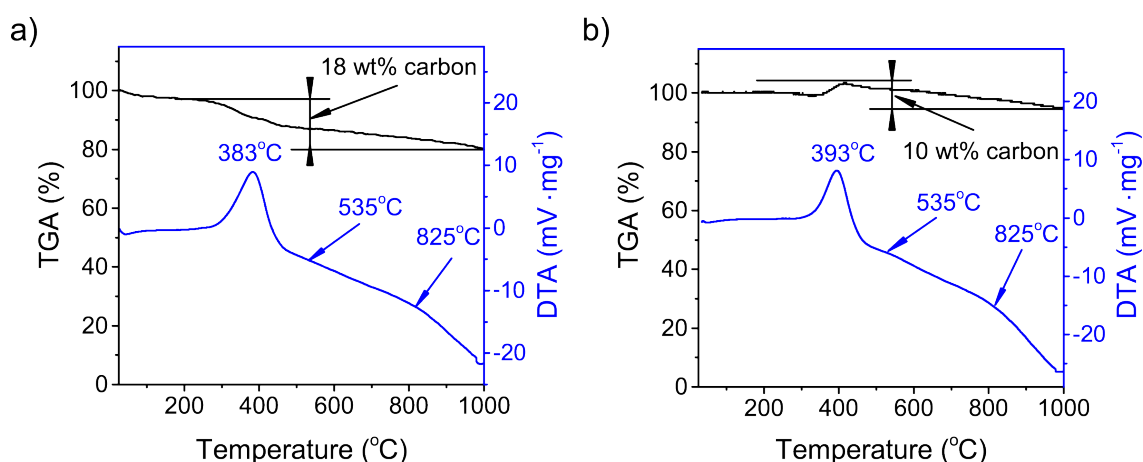 a)
TGA (%)
100
80
60
40
20
0
18 wt% carbon
383°C
535°C
825°C
20
10
0
-10
-20
DTA (mV ·mg⁻¹)
200 400 600 800 1000
Temperature (°C)
b)
TGA (%)
100
80
60
40
20
0
10 wt% carbon
393°C
535°C
825°C
20
10
0
-10
-20
DTA (mV ·mg⁻¹)
200 400 600 800 1000
Temperature (°C)